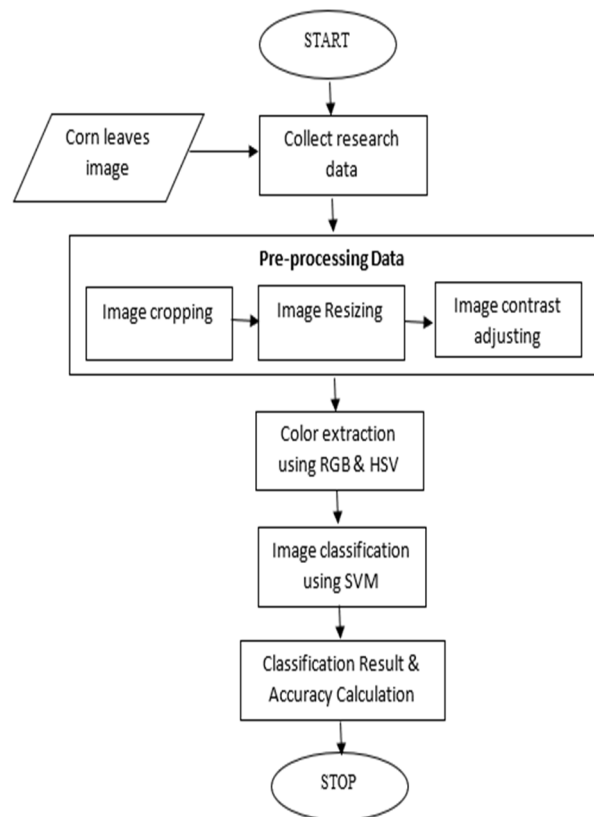 START
Corn leaves
image
Collect research
data
Pre-processing Data
Image cropping
Image Resizing
Image contrast
adjusting
Color extraction
using RGB & HSV
Image classification
using SVM
Classification Result &
Accuracy Calculation
STOP